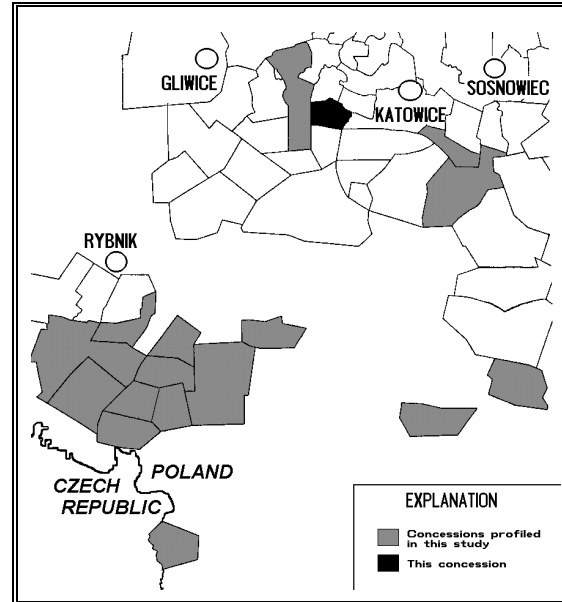 GLIWICE
SOSNOWIEC
KATOWICE
RYBNIK
POLAND
CZECH
REPUBLIC
EXPLANATION
Concessions profiled
in this study
This concession